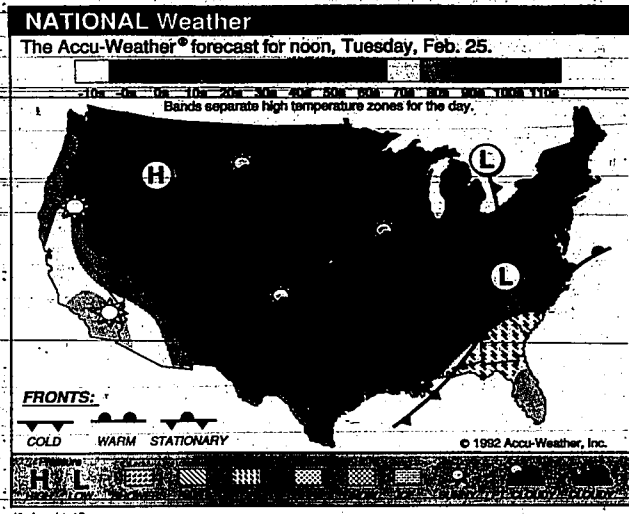 NATIONAL Weather
The Accu-Weather® forecast for noon, Tuesday, Feb. 25.
-10s -0s 0s 10s 20s 30s 40s 50s 60s 70s 80s 90s 100s 110s
Bands separate high temperature zones for the day.
H
L
L
FRONTS:
COLD WARM STATIONARY
© 1992 Accu-Weather, Inc.
H L
HIGH LOW